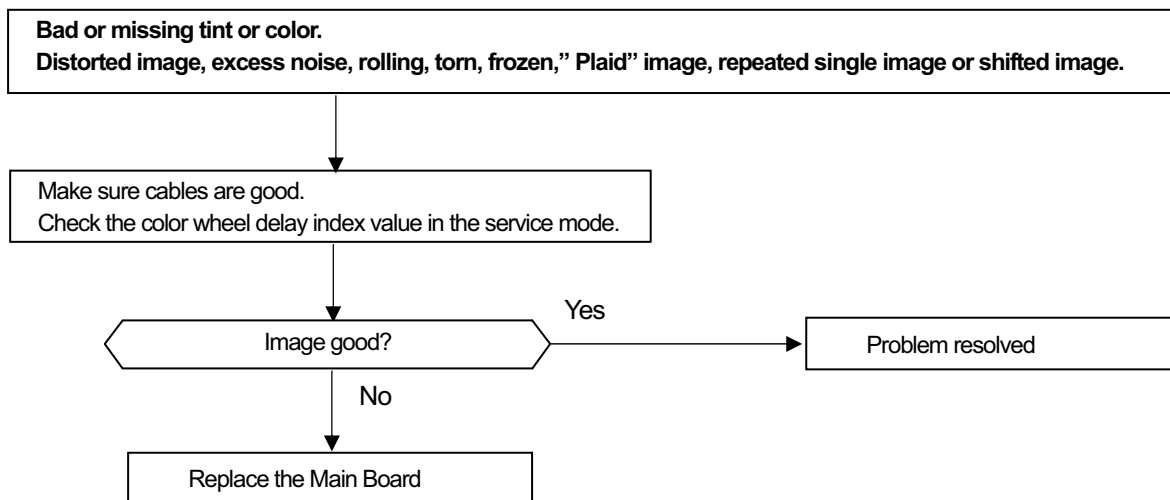 Bad or missing tint or color.
Distorted image, excess noise, rolling, torn, frozen,” Plaid” image, repeated single image or shifted image.
Make sure cables are good.
Check the color wheel delay index value in the service mode.
Image good?
Yes
Problem resolved
No
Replace the Main Board